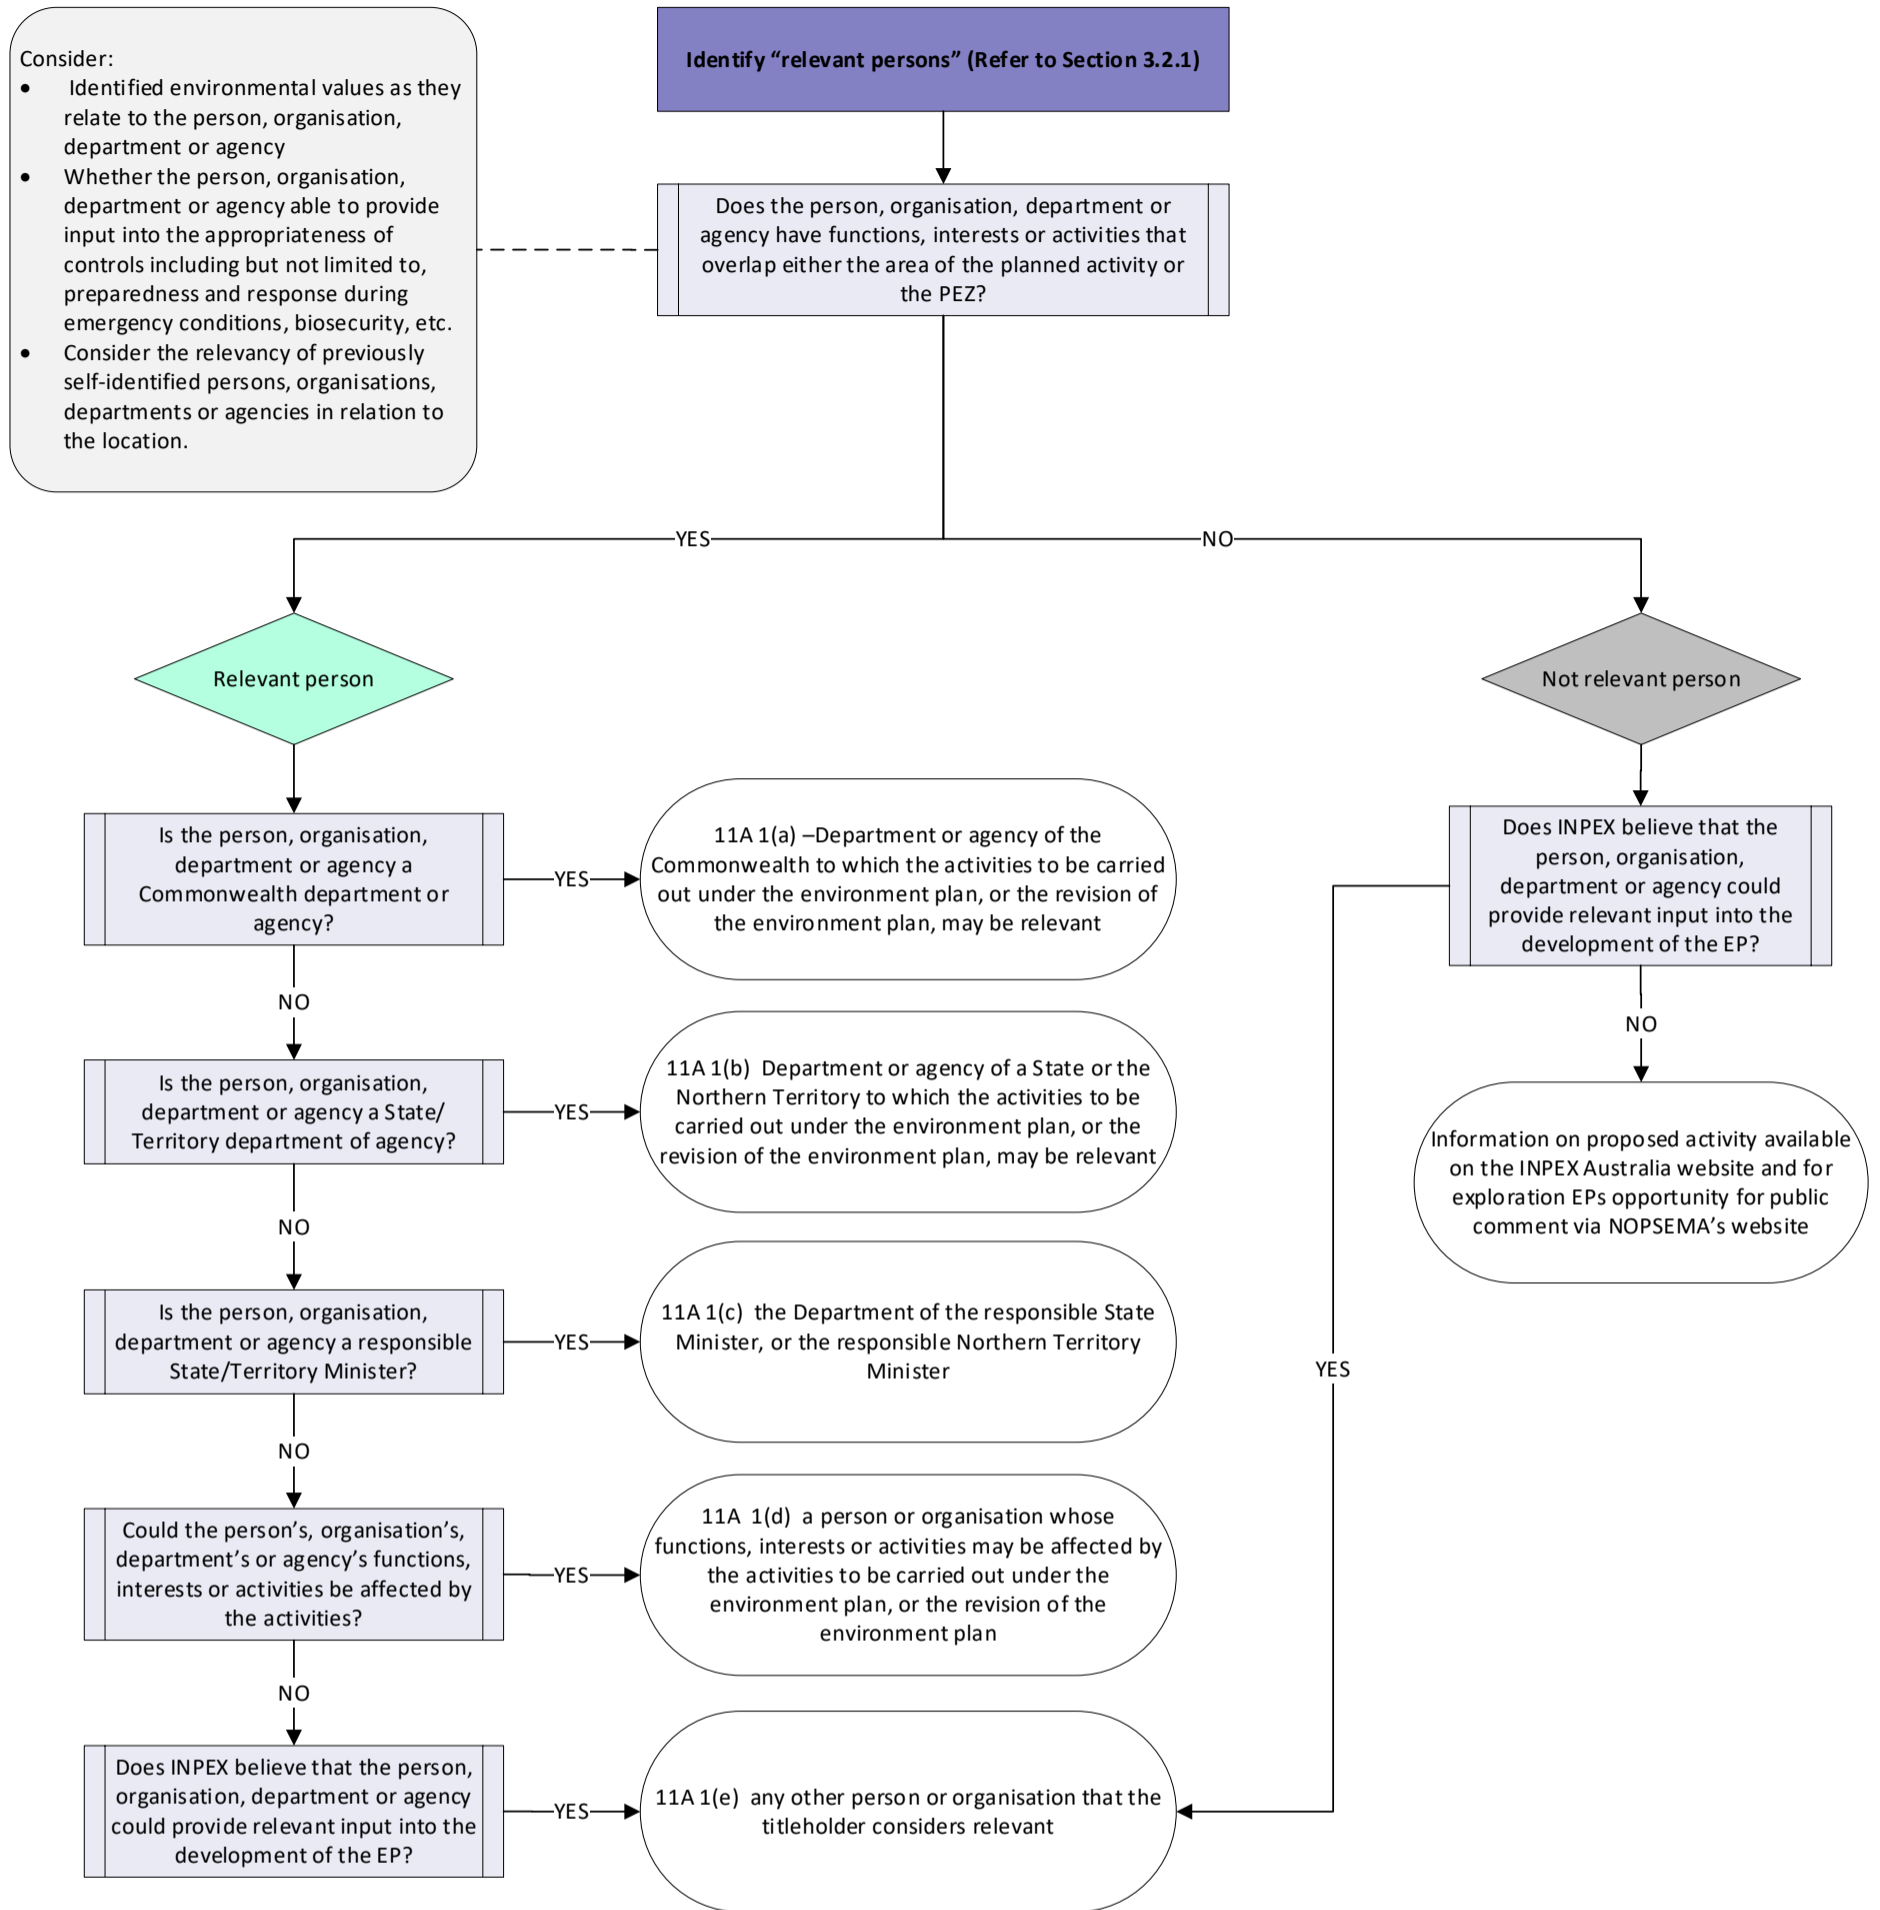 Identify “relevant persons” (Refer to Section 3.2.1)
Consider:
• Identified environmental values as they
relate to the person, organisation,
department or agency
• Whether the person, organisation,
department or agency able to provide
input into the appropriateness of
controls including but not limited to,
preparedness and response during
emergency conditions, biosecurity, etc.
• Consider the relevancy of previously
self-identified persons, organisations,
departments or agencies in relation to
the location.
Does the person, organisation, department or
agency have functions, interests or activities that
overlap either the area of the planned activity or
the PEZ?
YES
NO
Relevant person
Not relevant person
Is the person, organisation,
department or agency a
Commonwealth department or
agency?
YES
11A 1(a) –Department or agency of the
Commonwealth to which the activities to be carried
out under the environment plan, or the revision of
the environment plan, may be relevant
Does INPEX believe that the
person, organisation,
department or agency could
provide relevant input into the
development of the EP?
NO
NO
Is the person, organisation,
department or agency a State/
Territory department of agency?
YES
11A 1(b) Department or agency of a State or the
Northern Territory to which the activities to be
carried out under the environment plan, or the
revision of the environment plan, may be relevant
Information on proposed activity available
on the INPEX Australia website and for
exploration EPs opportunity for public
comment via NOPSEMA’s website
NO
Is the person, organisation,
department or agency a responsible
State/Territory Minister?
YES
11A 1(c) the Department of the responsible State
Minister, or the responsible Northern Territory
Minister
YES
NO
Could the person’s, organisation’s,
department’s or agency’s functions,
interests or activities be affected by
the activities?
YES
11A 1(d) a person or organisation whose
functions, interests or activities may be affected by
the activities to be carried out under the
environment plan, or the revision of the
environment plan
NO
Does INPEX believe that the person,
organisation, department or agency
could provide relevant input into the
development of the EP?
YES
11A 1(e) any other person or organisation that the
titleholder considers relevant